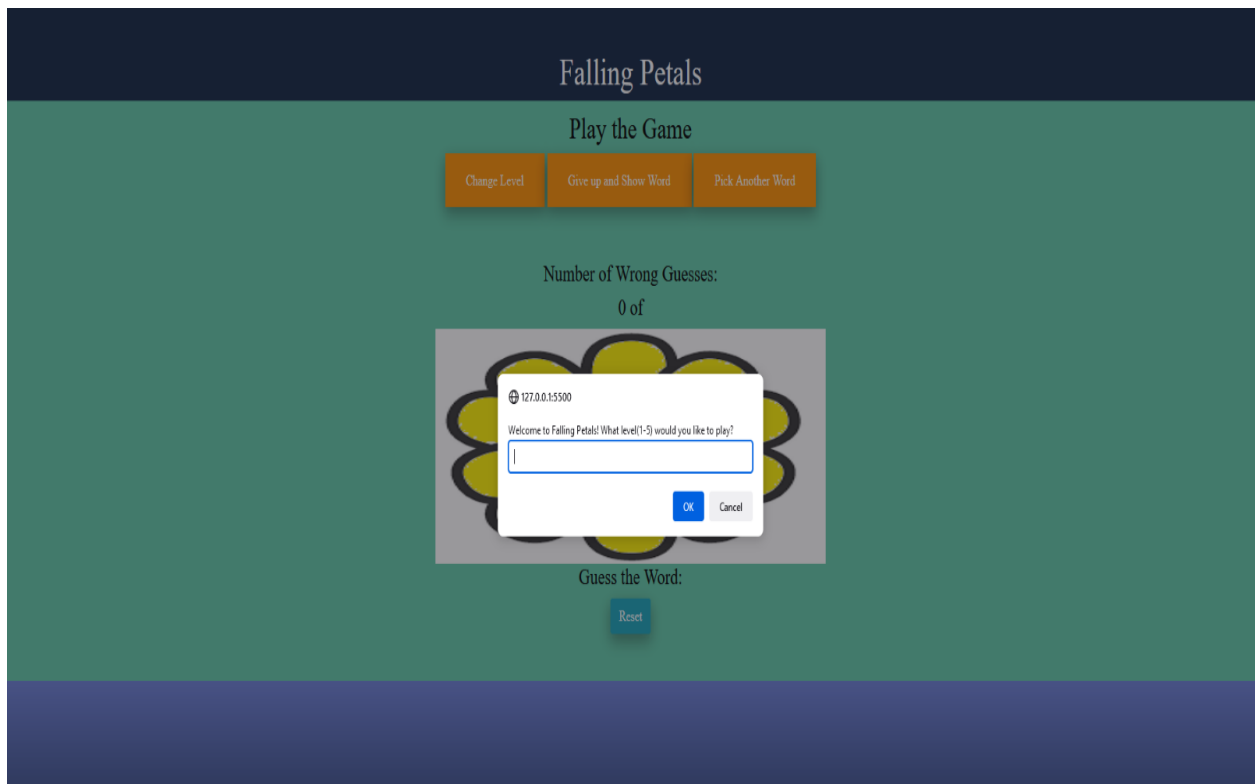 Falling Petals
Play the Game
Change Level
Give up and Show Word
Pick Another Word
Number of Wrong Guesses:
0 of
127.0.0.1:5500
Welcome to Falling Petals! What level(1-5) would you like to play?
OK
Cancel
Guess the Word:
Reset